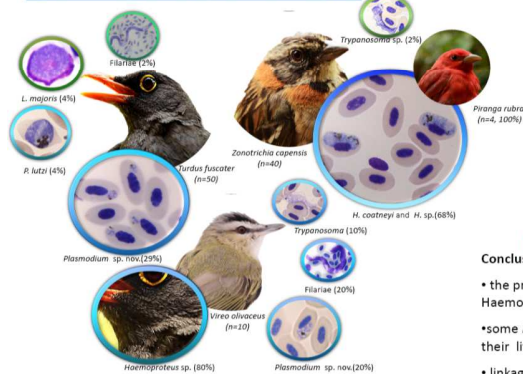 Trypanosoma sp. (2%)
Filariae (2%)
L. majoris (4%)
Piranga rubra
(n=4, 100%)
P. lutzi (4%)
Zonotrichia capensis
(n=40)
Turdus fuscater
(n=50)
H. coatneyi and H. sp.(68%)
Trypanosoma (10%)
Plasmodium sp. nov.(29%)
Filariae (20%)
Vireo olivaceus
(n=10)
Haemoproteus sp. (80%)
Plasmodium sp. nov.(20%)
• the pr
Haemo
•some
their li
• linkag